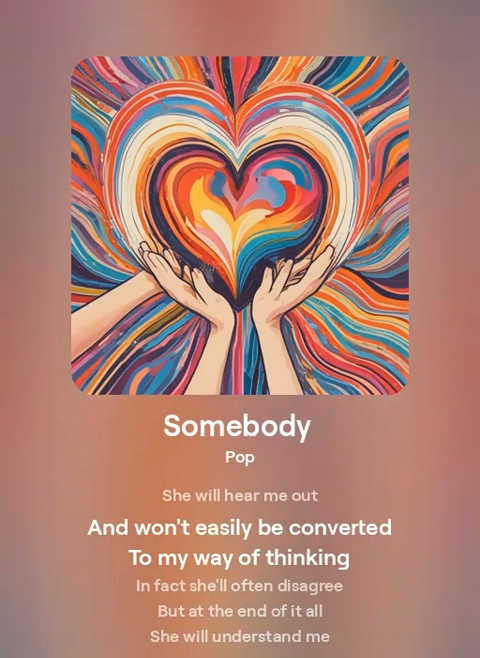 Somebody
Pop
She will hear me out
And won't easily be converted
To my way of thinking
In fact she'll often disagree
But at the end of it all
She will understand me